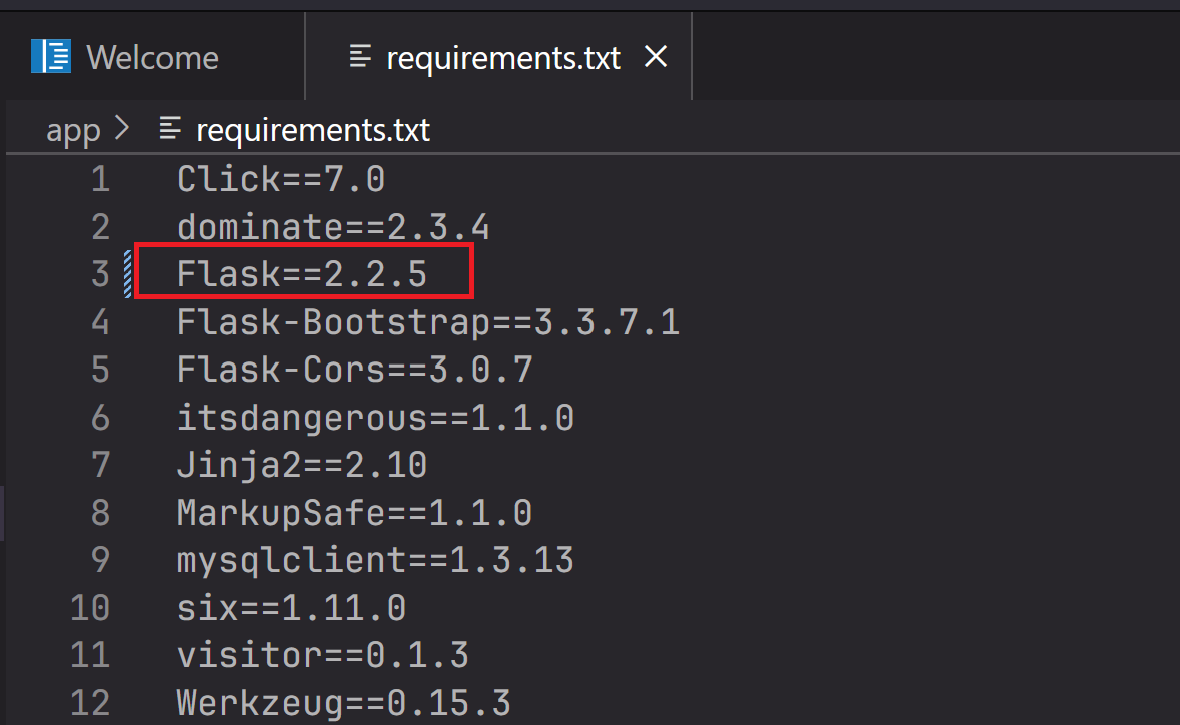 Welcome
requirements.txt
app > requirements.txt
1 Click==7.0
2 dominate==2.3.4
3 Flask==2.2.5
4 Flask-Bootstrap==3.3.7.1
5 Flask-Cors==3.0.7
6 itsdangerous==1.1.0
7 Jinja2==2.10
8 MarkupSafe==1.1.0
9 mysqlclient==1.3.13
10 six==1.11.0
11 visitor==0.1.3
12 Werkzeug==0.15.3